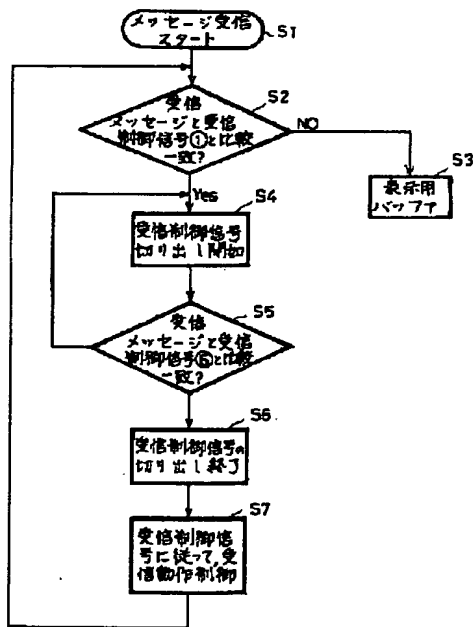 メッセージ受信
スタート
S1
受信
メッセージと受信
制御信号①と比較
一致?
S2
NO
S3
表示用
バッファ
Yes
S4
受信制御信号
切り出し開始
S5
受信
メッセージと受信
制御信号⑤と比較
一致?
S6
受信制御信号の
切り出し終了
S7
受信制御信
号に従って,受
信動作制御